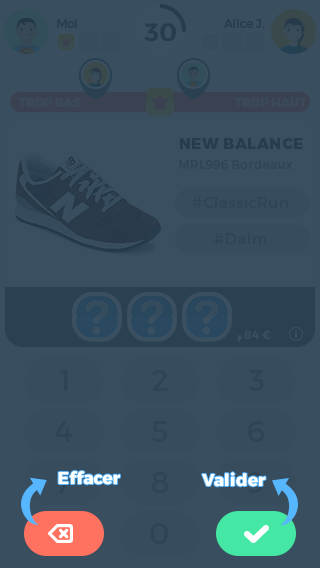 Moi
30
Alice J.
TROP BAS
TROP HAUT
NEW BALANCE
MRL996 Bordeaux
#ClassicRun
#Daim
N
? ? ? ,84 €
1 2 3
4 5 6
8
Effacer
Valider
0